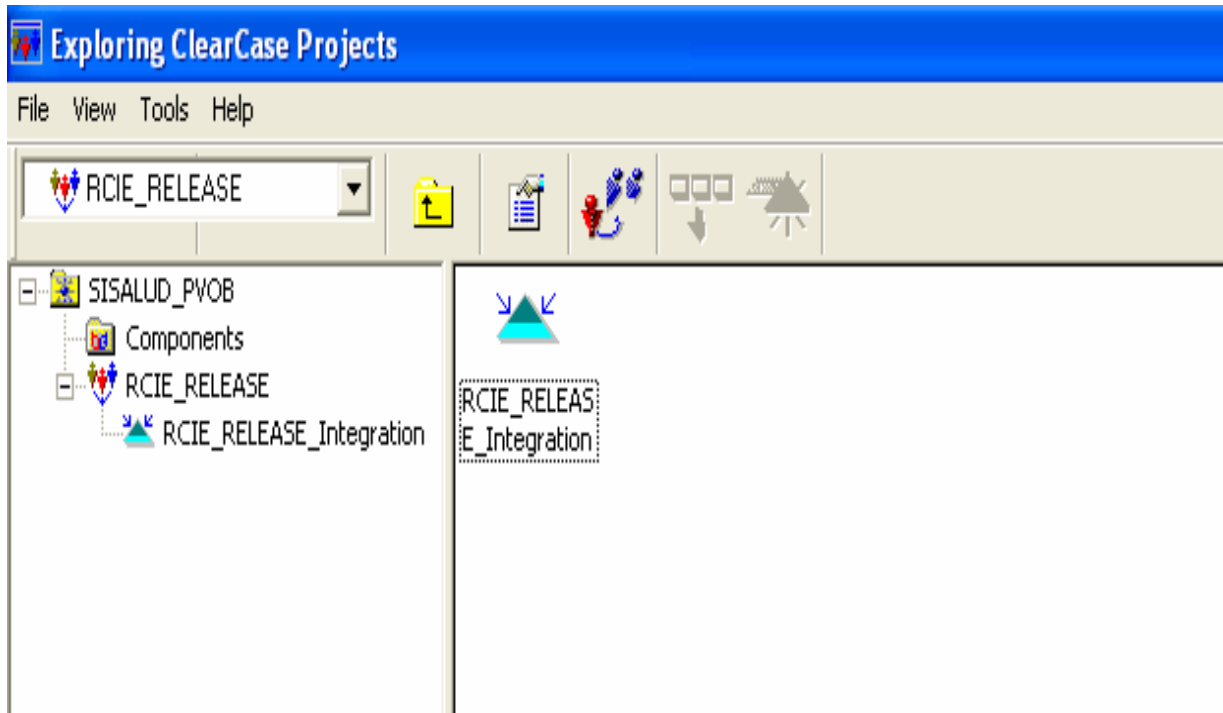 Exploring ClearCase Projects
File View Tools Help
RCIE_RELEASE
SISALUD_PVOB
Components
RCIE_RELEASE
RCIE_RELEASE_Integration
RCIE_RELEAS
E_Integration